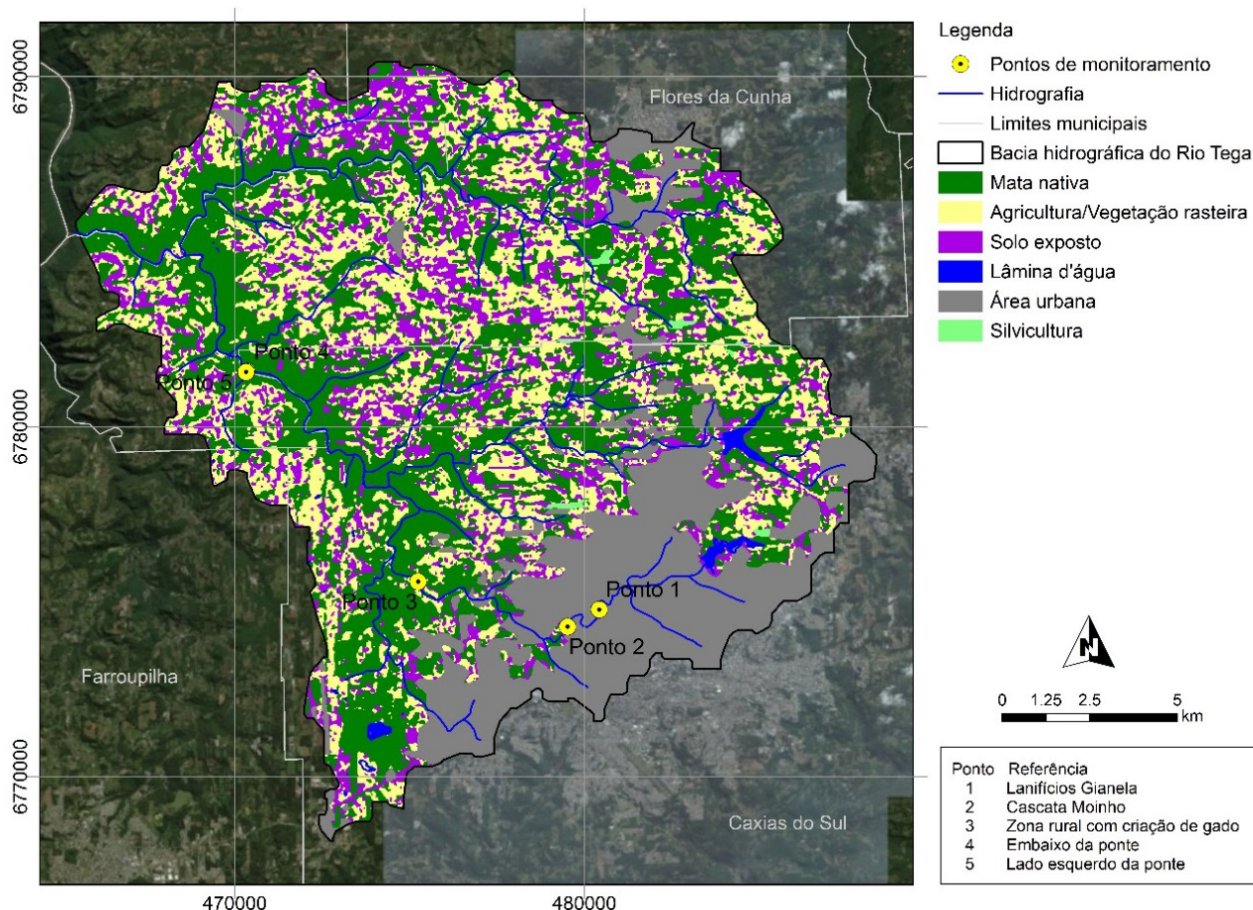 6790000
6780000
6770000
470000
480000
Flores da Cunha
Ponto 4
Ponto 5
Ponto 3
Ponto 1
Ponto 2
Farroupilha
Caxias do Sul
Legenda
Pontos de monitoramento
Hidrografia
Limites municipais
Bacia hidrográfica do Rio Tega
Mata nativa
Agricultura/Vegetação rasteira
Solo exposto
Lâmina d'água
Área urbana
Silvicultura
N
0 1.25 2.5 5
km
Ponto Referência
1 Lanifícios Gianela
2 Cascata Moinho
3 Zona rural com criação de gado
4 Embaixo da ponte
5 Lado esquerdo da ponte